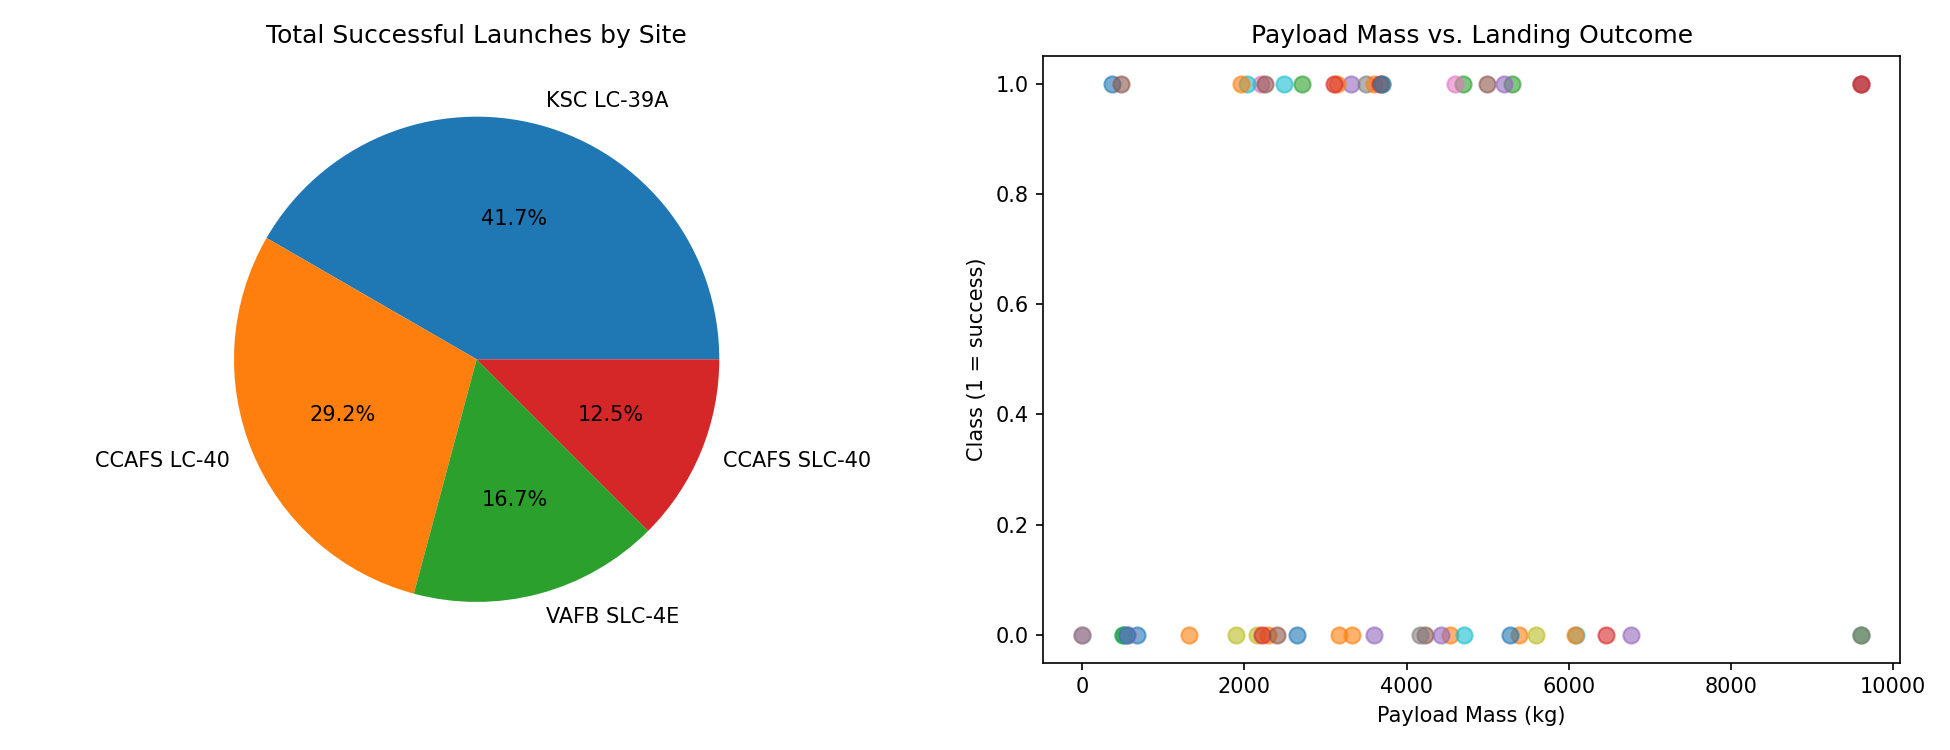 Total Successful Launches by Site
KSC LC-39A
41.7%
29.2%
12.5%
CCAFS LC-40
CCAFS SLC-40
16.7%
VAFB SLC-4E
Payload Mass vs. Landing Outcome
Class (1 = success)
1.0
0.8
0.6
0.4
0.2
0.0
0
2000
4000
6000
8000
10000
Payload Mass (kg)